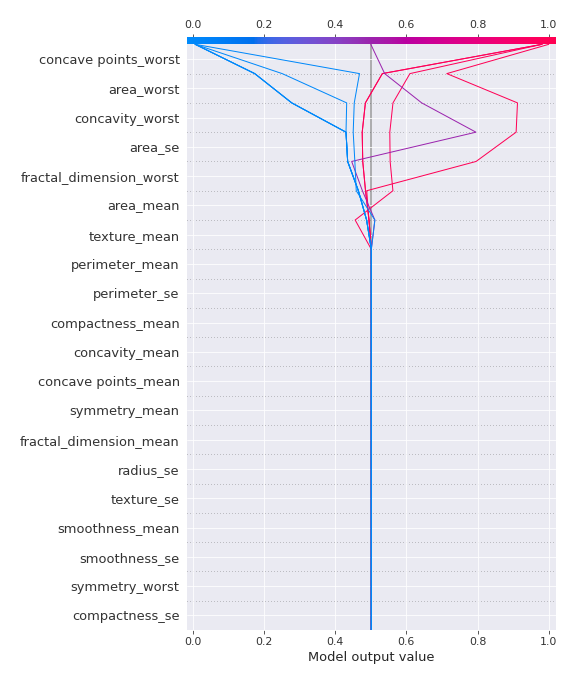 0.0 0.2 0.4 0.6 0.8 1.0
concave points_worst
area_worst
concavity_worst
area_se
fractal_dimension_worst
area_mean
texture_mean
perimeter_mean
perimeter_se
compactness_mean
concavity_mean
concave points_mean
symmetry_mean
fractal_dimension_mean
radius_se
texture_se
smoothness_mean
smoothness_se
symmetry_worst
compactness_se
0.0 0.2 0.4 0.6 0.8 1.0
Model output value